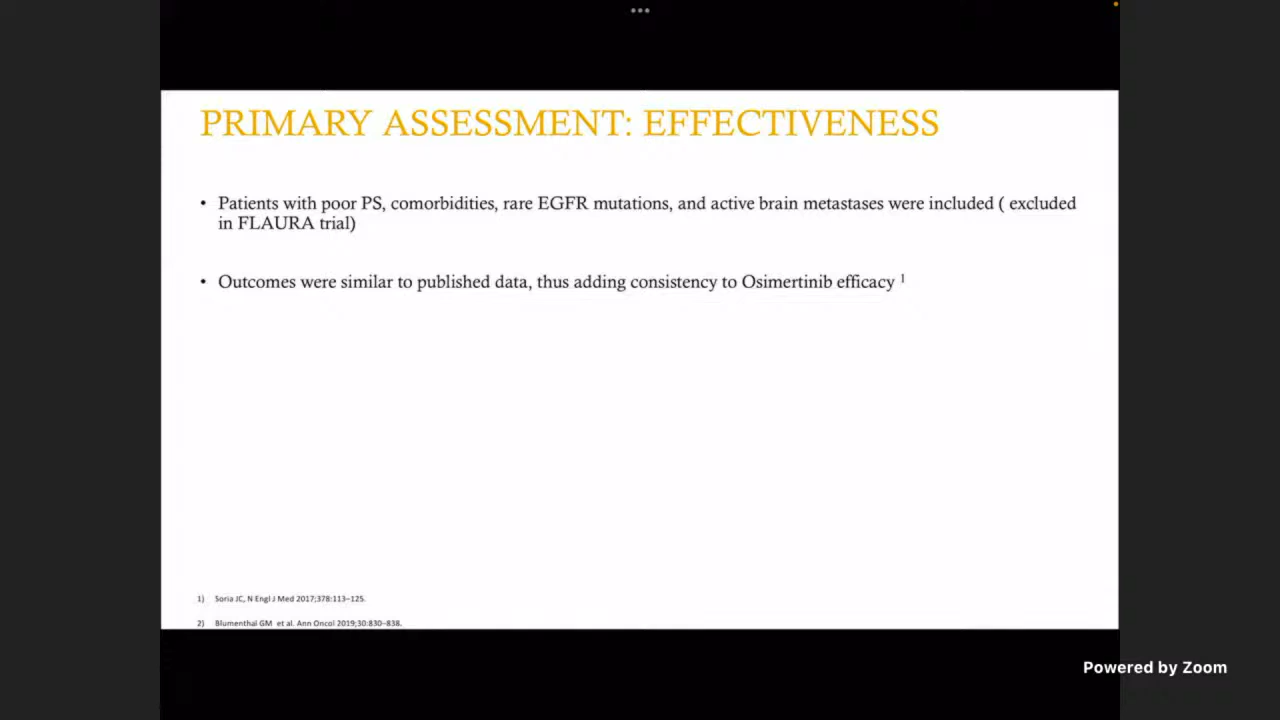 PRIMARY ASSESSMENT: EFFECTIVENESS
• Patients with poor PS, comorbidities, rare EGFR mutations, and active brain metastases were included ( excluded
in FLAURA trial)
• Outcomes were similar to published data, thus adding consistency to Osimertinib efficacy 1
1) Soria JC, N Engl J Med 2017;378:113–125.
2) Blumenthal GM et al. Ann Oncol 2019;30:830–838.
Powered by Zoom